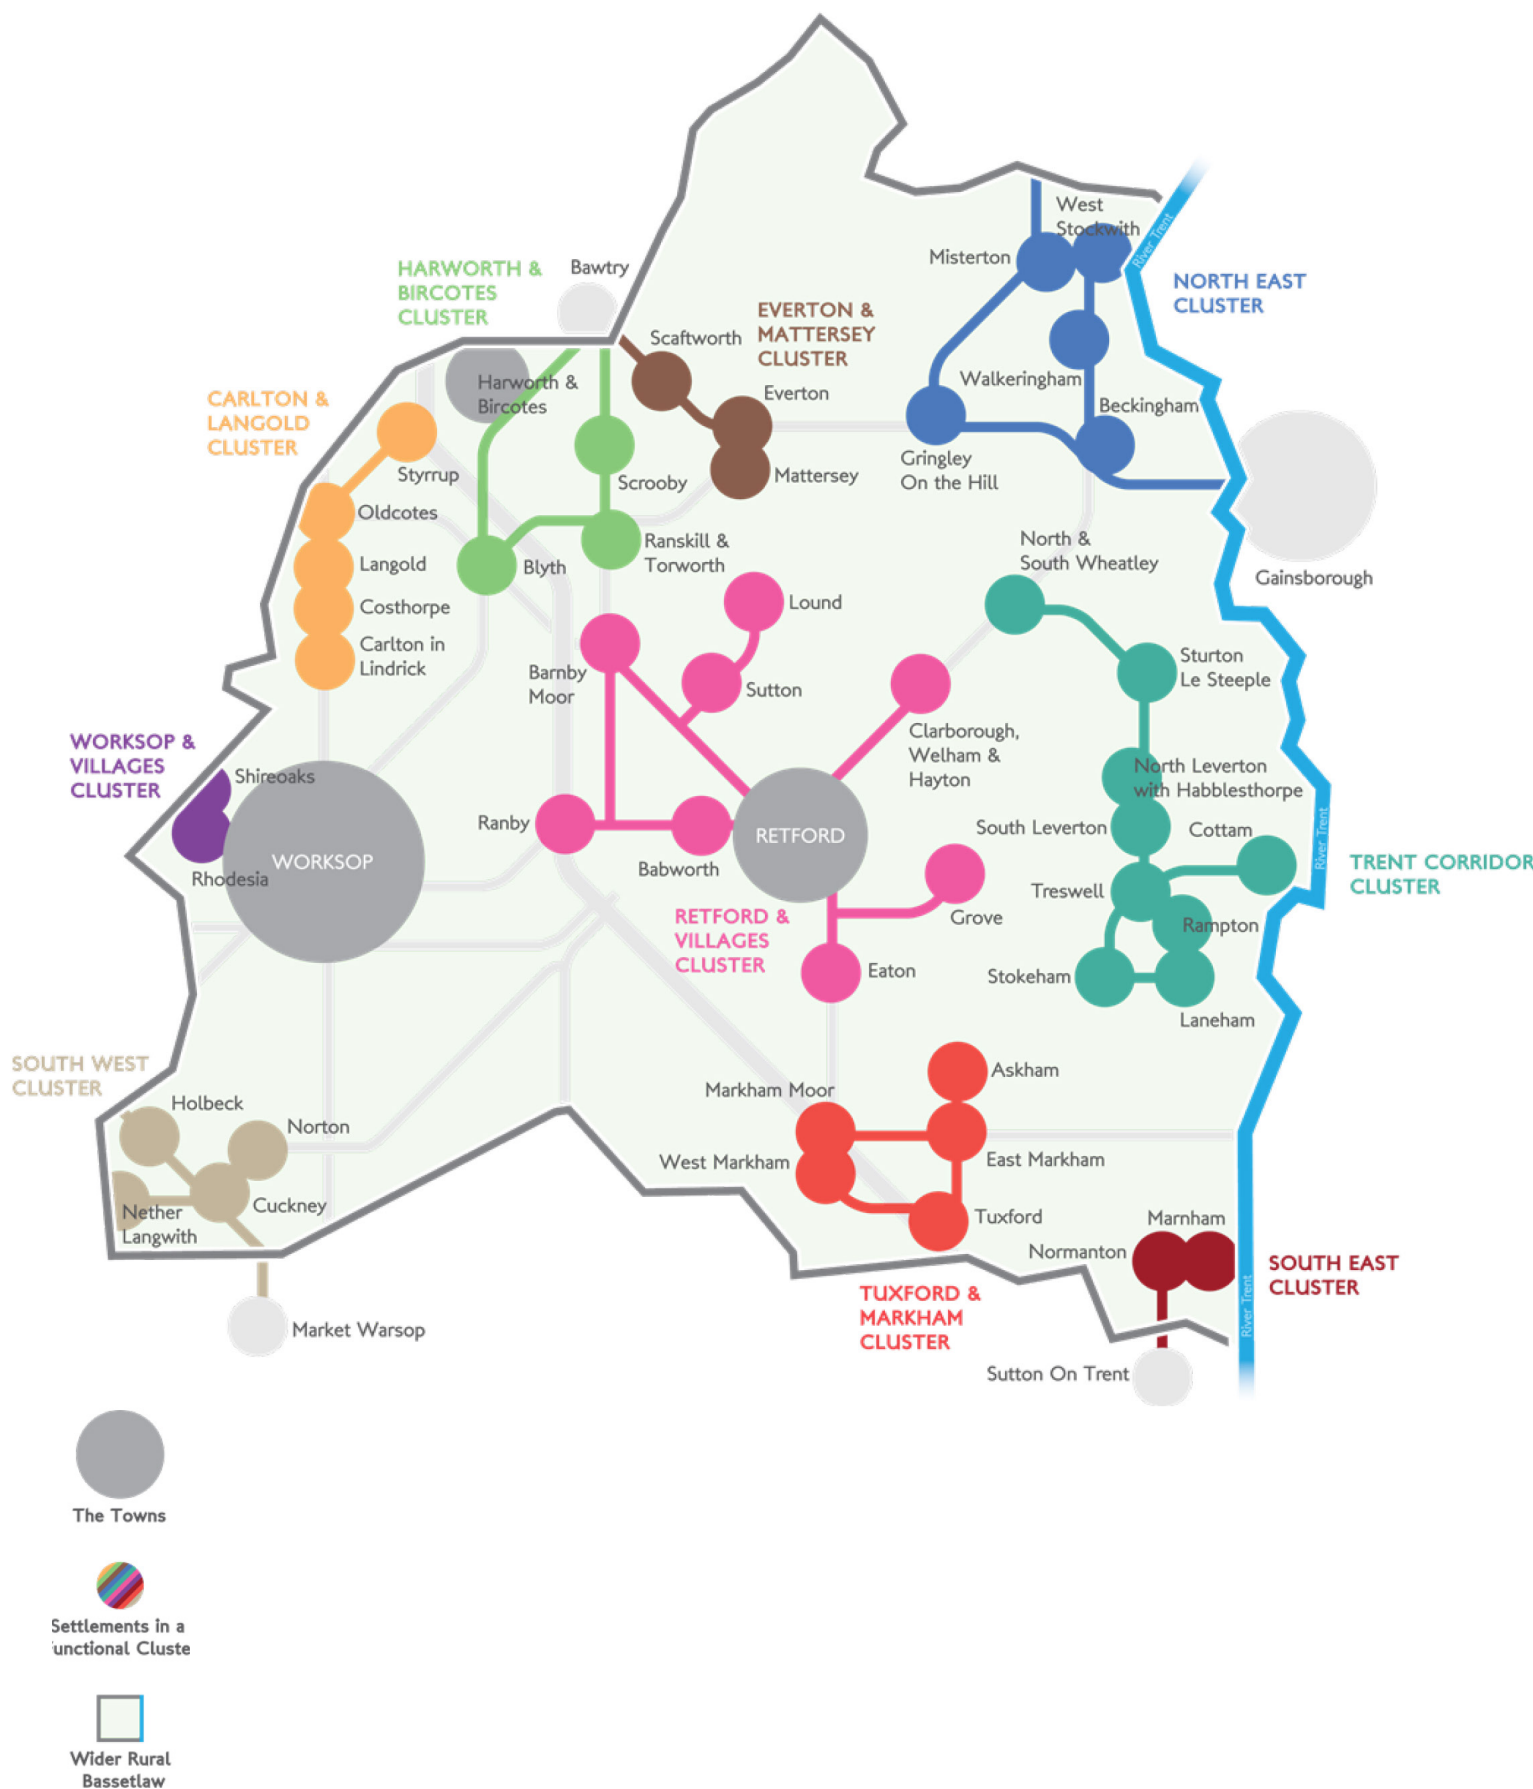 West
Stockwith
River Trent
Misterton
HARWORTH &
BIRCOTES
CLUSTER
Bawtry
NORTH EAST
CLUSTER
EVERTON &
MATTERSEY
CLUSTER
Scaftworth
Walkeringham
Harworth &
Bircotes
Everton
CARLTON &
LANGOLD
CLUSTER
Beckingham
Styrrup
Gringley
On the Hill
Mattersey
Scrooby
Oldcotes
Ranskill &
Torworth
North &
South Wheatley
Langold
Blyth
Gainsborough
Costhorpe
Lound
Carlton in
Lindrick
Barnby
Moor
Sutton
Sturton
Le Steeple
Clarborough,
Welham &
Hayton
WORKSOP &
VILLAGES
CLUSTER
Shireoaks
North Leverton
with Habblesthorpe
Ranby
RETFORD
South Leverton
Cottam
River Trent
WORKSOP
Babworth
TRENT CORRIDOR
CLUSTER
Rhodesia
Treswell
RETFORD &
VILLAGES
CLUSTER
Grove
Rampton
Eaton
Stokeham
Laneham
SOUTH WEST
CLUSTER
Askham
Markham Moor
Holbeck
Norton
West Markham
East Markham
Cuckney
Nether
Langwith
Tuxford
Marnham
Normanton
SOUTH EAST
CLUSTER
River Trent
TUXFORD &
MARKHAM
CLUSTER
Market Warsop
Sutton On Trent
The Towns
Settlements in a
unctional Cluste
Wider Rural
Bassetlaw